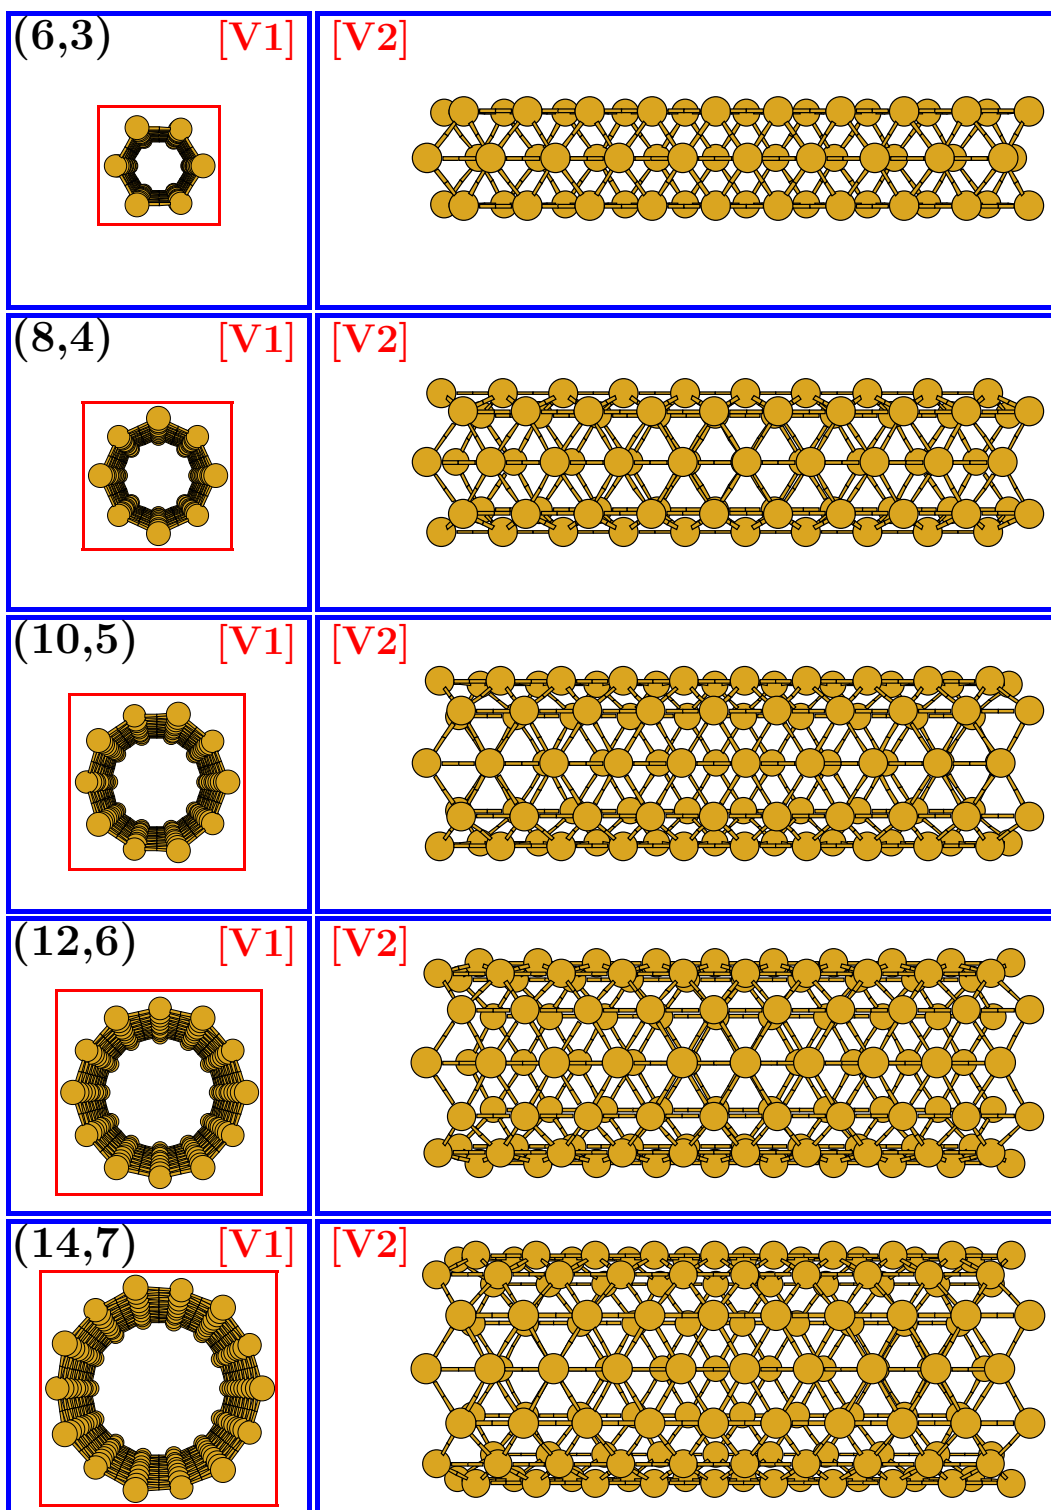 (6,3) [V1] [V2]
(8,4) [V1] [V2]
(10,5) [V1] [V2]
(12,6) [V1] [V2]
(14,7) [V1] [V2]